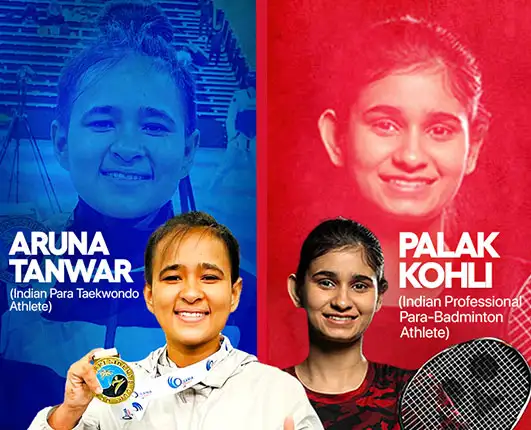 ARUNA
TANWAR
(Indian Para Taekwondo
Athlete)
PALAK
KOHLI
(Indian Professional
Para-Badminton
Athlete)